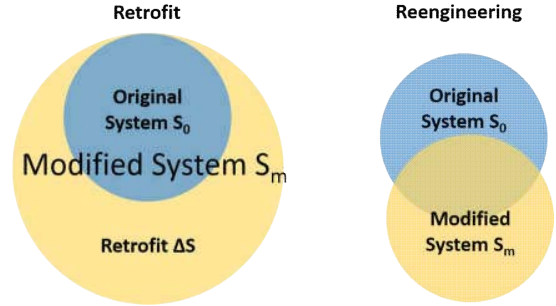 Retrofit
Original
System S₀
Modified System Sₘ
Retrofit ΔS
Reengineering
Original
System S₀
Modified
System Sₘ